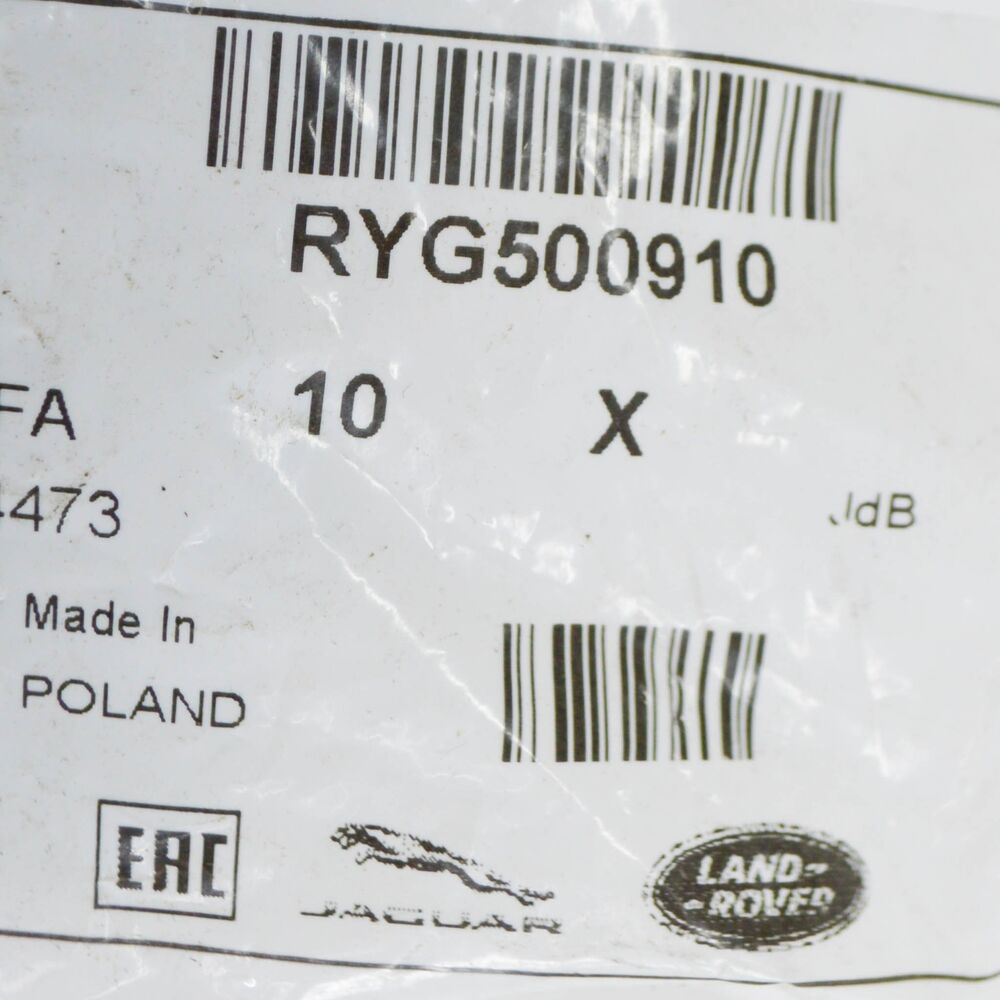 RYG500910
FA 10 X
473
JdB
Made In
POLAND
EAC
JAGUAR
LAND-
-ROVER